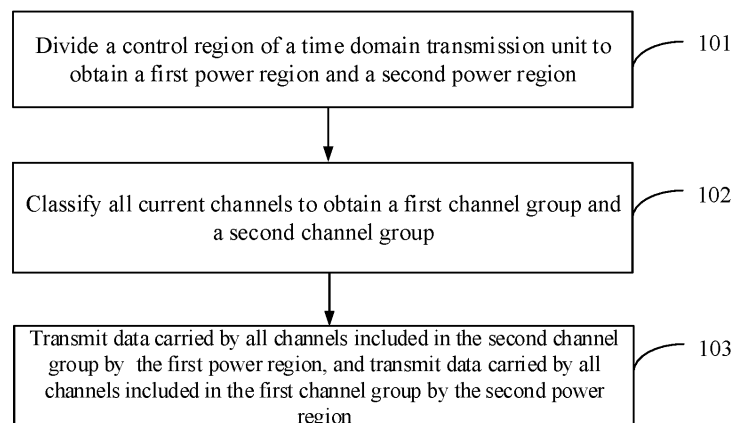 Divide a control region of a time domain transmission unit to
obtain a first power region and a second power region
101
Classify all current channels to obtain a first channel group and
a second channel group
102
Transmit data carried by all channels included in the second channel
group by the first power region, and transmit data carried by all
channels included in the first channel group by the second power
region
103